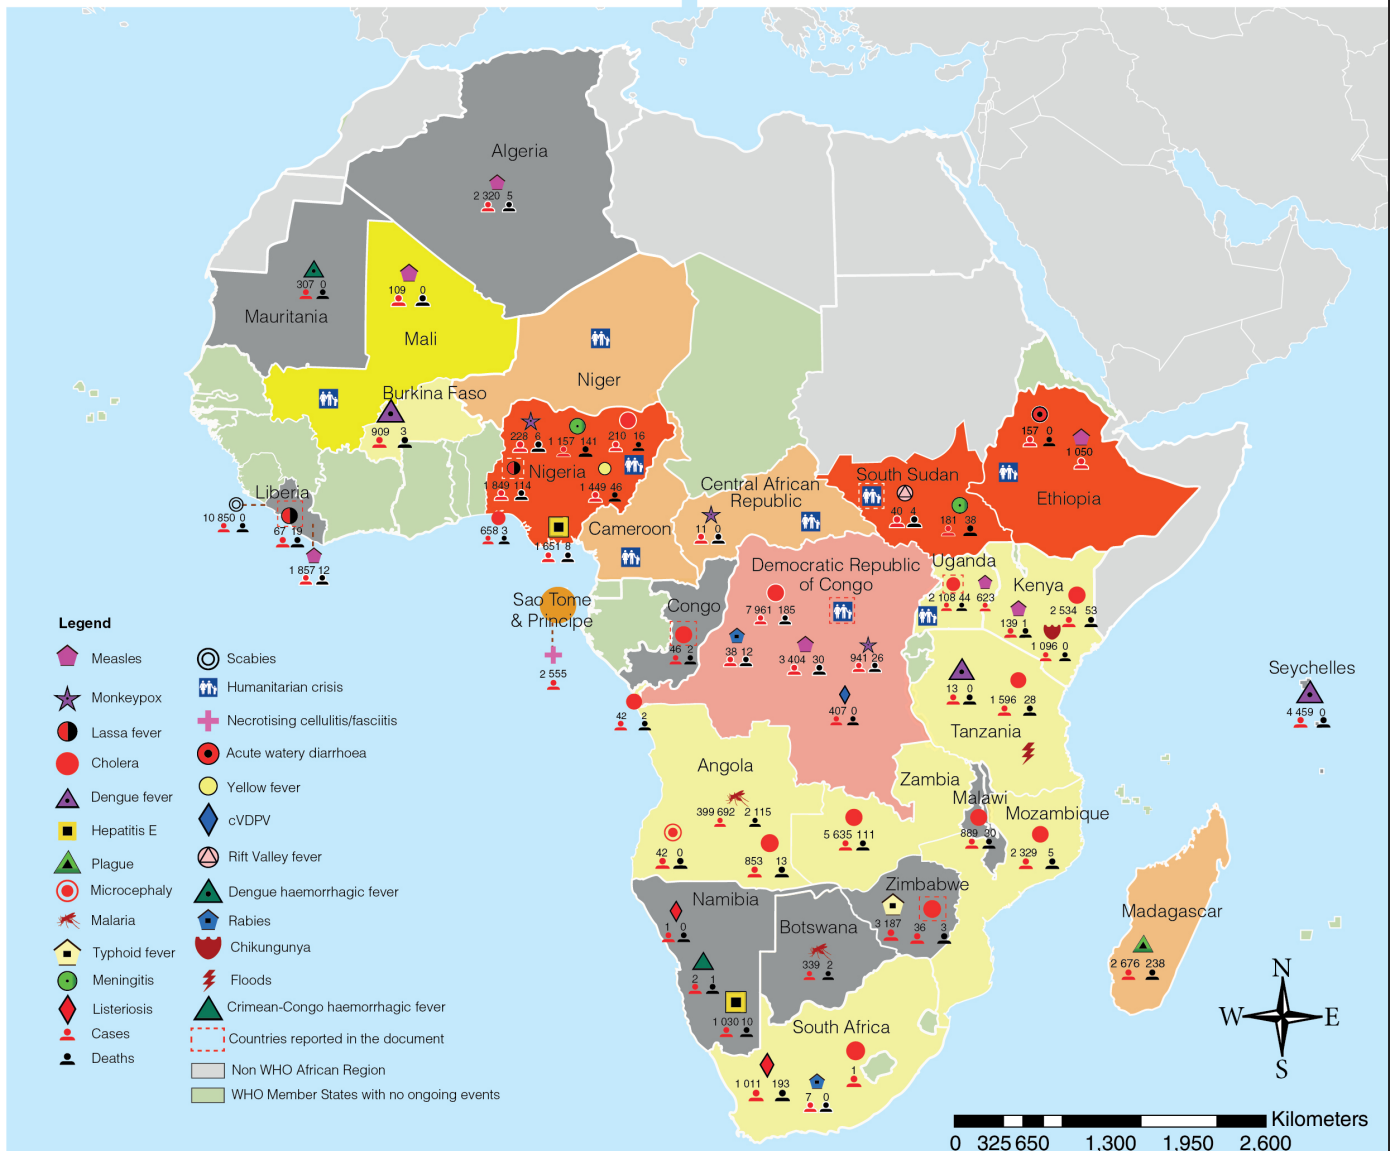 Algeria
2 320 5
307 0
Mauritania
109 0
Mali
Niger
Burkina Faso
909 3
228 6
1 157 141
210 16
Nigeria
1 849 114
1 449 46
658 3
1 651 8
Liberia
10 850 0
67 19
1 857 12
Cameroon
Central African
Republic
11 0
South Sudan
40 4
181 38
157 0
1 050
Ethiopia
Sao Tome
& Principe
2 555
Congo
46 2
Democratic Republic
of Congo
7 961 185
38 12
3 404 30
941 26
407 0
Uganda
2 108 44
623
Kenya
139 1
2 534 53
1 096 0
13 0
1 596 28
Tanzania
Seychelles
4 459 0
42 2
Angola
399 692 2 115
42 0
853 13
Zambia
5 635 111
Malawi
889 30
Mozambique
2 329 5
Madagascar
2 676 238
Namibia
1 0
2 1
1 030 10
Botswana
339 2
Zimbabwe
3 187
36 3
South Africa
1 011 193
7 0
1
Legend
Measles
Monkeypox
Lassa fever
Cholera
Dengue fever
Hepatitis E
Plague
Microcephaly
Malaria
Typhoid fever
Meningitis
Listeriosis
Cases
Deaths
Scabies
Humanitarian crisis
Necrotising cellulitis/fasciitis
Acute watery diarrhoea
Yellow fever
cVDPV
Rift Valley fever
Dengue haemorrhagic fever
Rabies
Chikungunya
Floods
Crimean-Congo haemorrhagic fever
Countries reported in the document
Non WHO African Region
WHO Member States with no ongoing events
N
W E
S
Kilometers
0 325 650 1,300 1,950 2,600